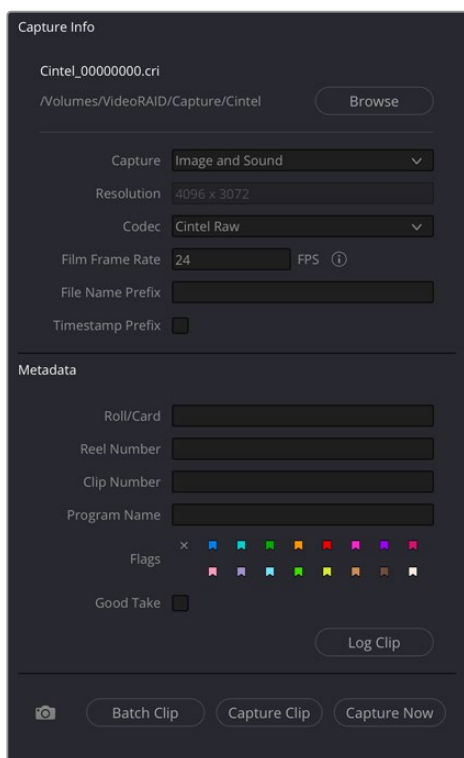 Capture Info
Cintel_00000000.cri
/Volumes/VideoRAID/Capture/Cintel
Browse
Capture Image and Sound
Resolution 4096 x 3072
Codec Cintel Raw
Film Frame Rate 24 FPS
File Name Prefix
Timestamp Prefix
Metadata
Roll/Card
Reel Number
Clip Number
Program Name
Flags
Good Take
Log Clip
Batch Clip Capture Clip Capture Now